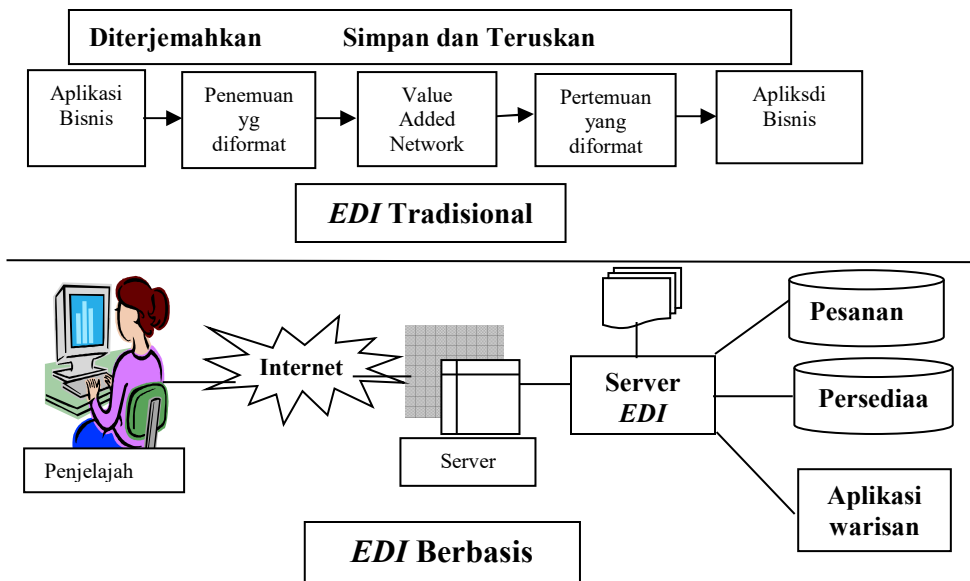 Diterjemahkan Simpan dan Teruskan
Aplikasi
Bisnis
Penemuan
yg
diformat
Value
Added
Network
Pertemuan
yang
diformat
Apliksdi
Bisnis
EDI Tradisional
Penjelajah
Internet
Server
Server
EDI
Pesanan
Persediaa
Aplikasi
warisan
EDI Berbasis